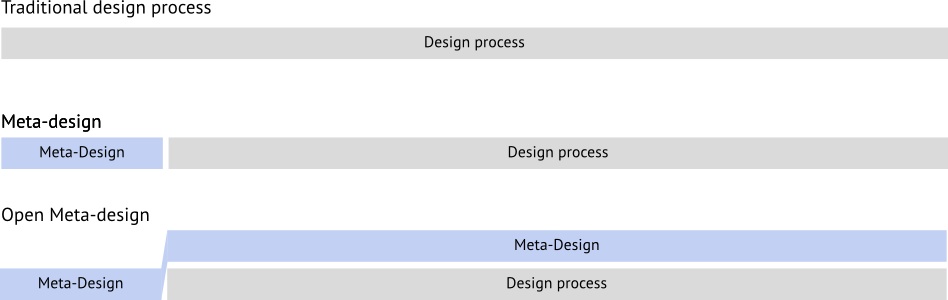 Traditional design process
Design process
Meta-design
Meta-Design
Design process
Open Meta-design
Meta-Design
Meta-Design
Design process